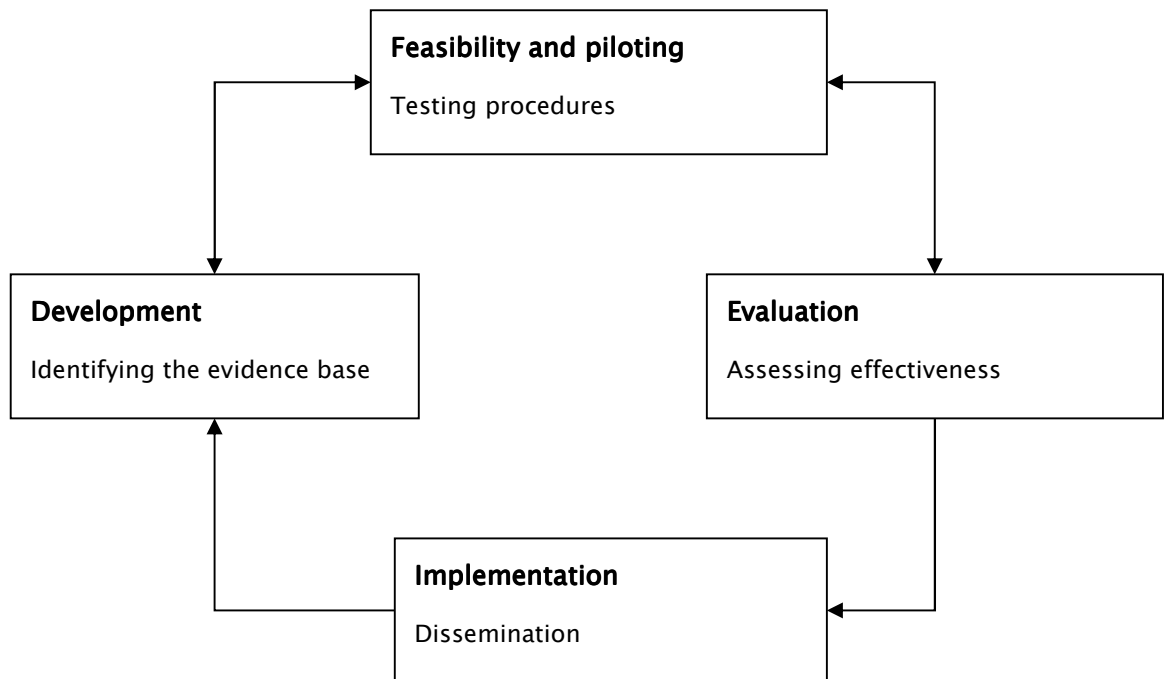 Feasibility and piloting
Testing procedures
Development
Identifying the evidence base
Evaluation
Assessing effectiveness
Implementation
Dissemination